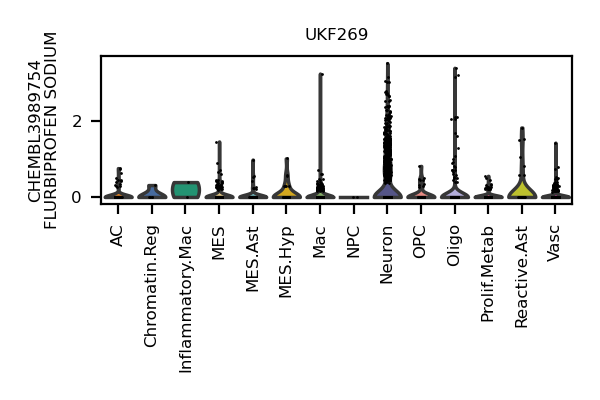 UKF269
CHEMBL3989754
FLURBIPROFEN SODIUM
2
0
AC
Chromatin.Reg
Inflammatory.Mac
MES
MES.Ast
MES.Hyp
Mac
NPC
Neuron
OPC
Oligo
Prolif.Metab
Reactive.Ast
Vasc